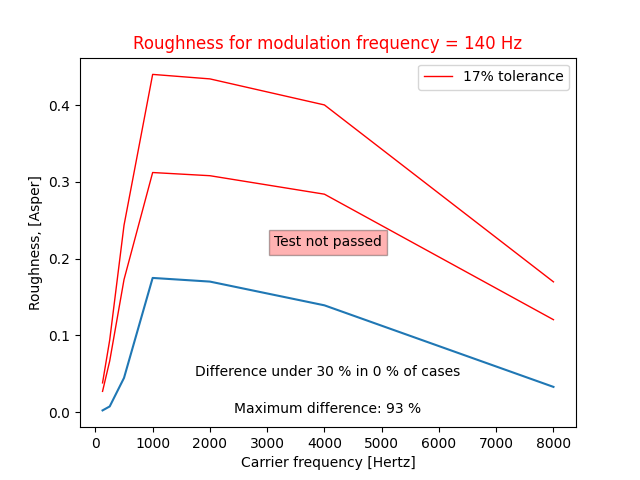 Roughness for modulation frequency = 140 Hz
17% tolerance
0.4
0.3
0.2
0.1
0.0
Roughness, [Asper]
Test not passed
Difference under 30 % in 0 % of cases
Maximum difference: 93 %
0 1000 2000 3000 4000 5000 6000 7000 8000
Carrier frequency [Hertz]